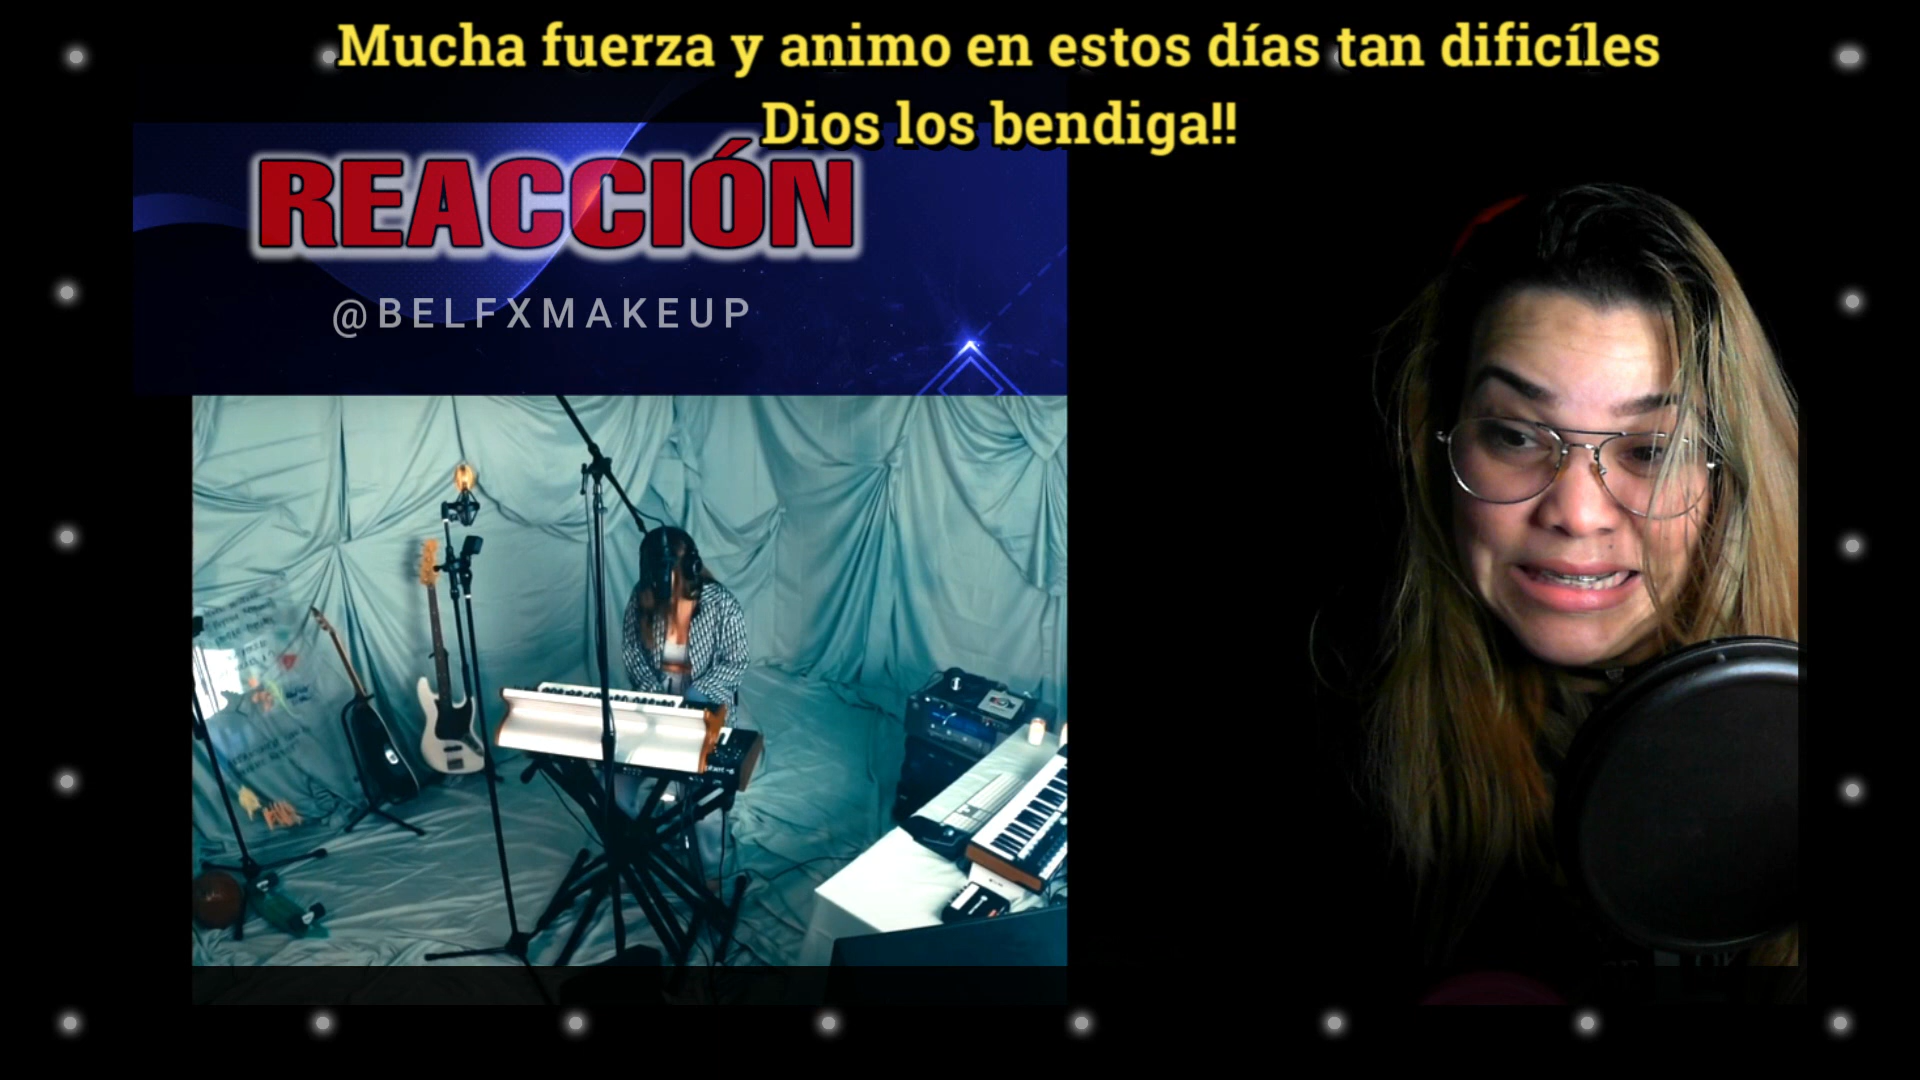 Mucha fuerza y animo en estos días tan dificíles
Dios los bendiga!!
REACCIÓN
@BELFXMAKEUP